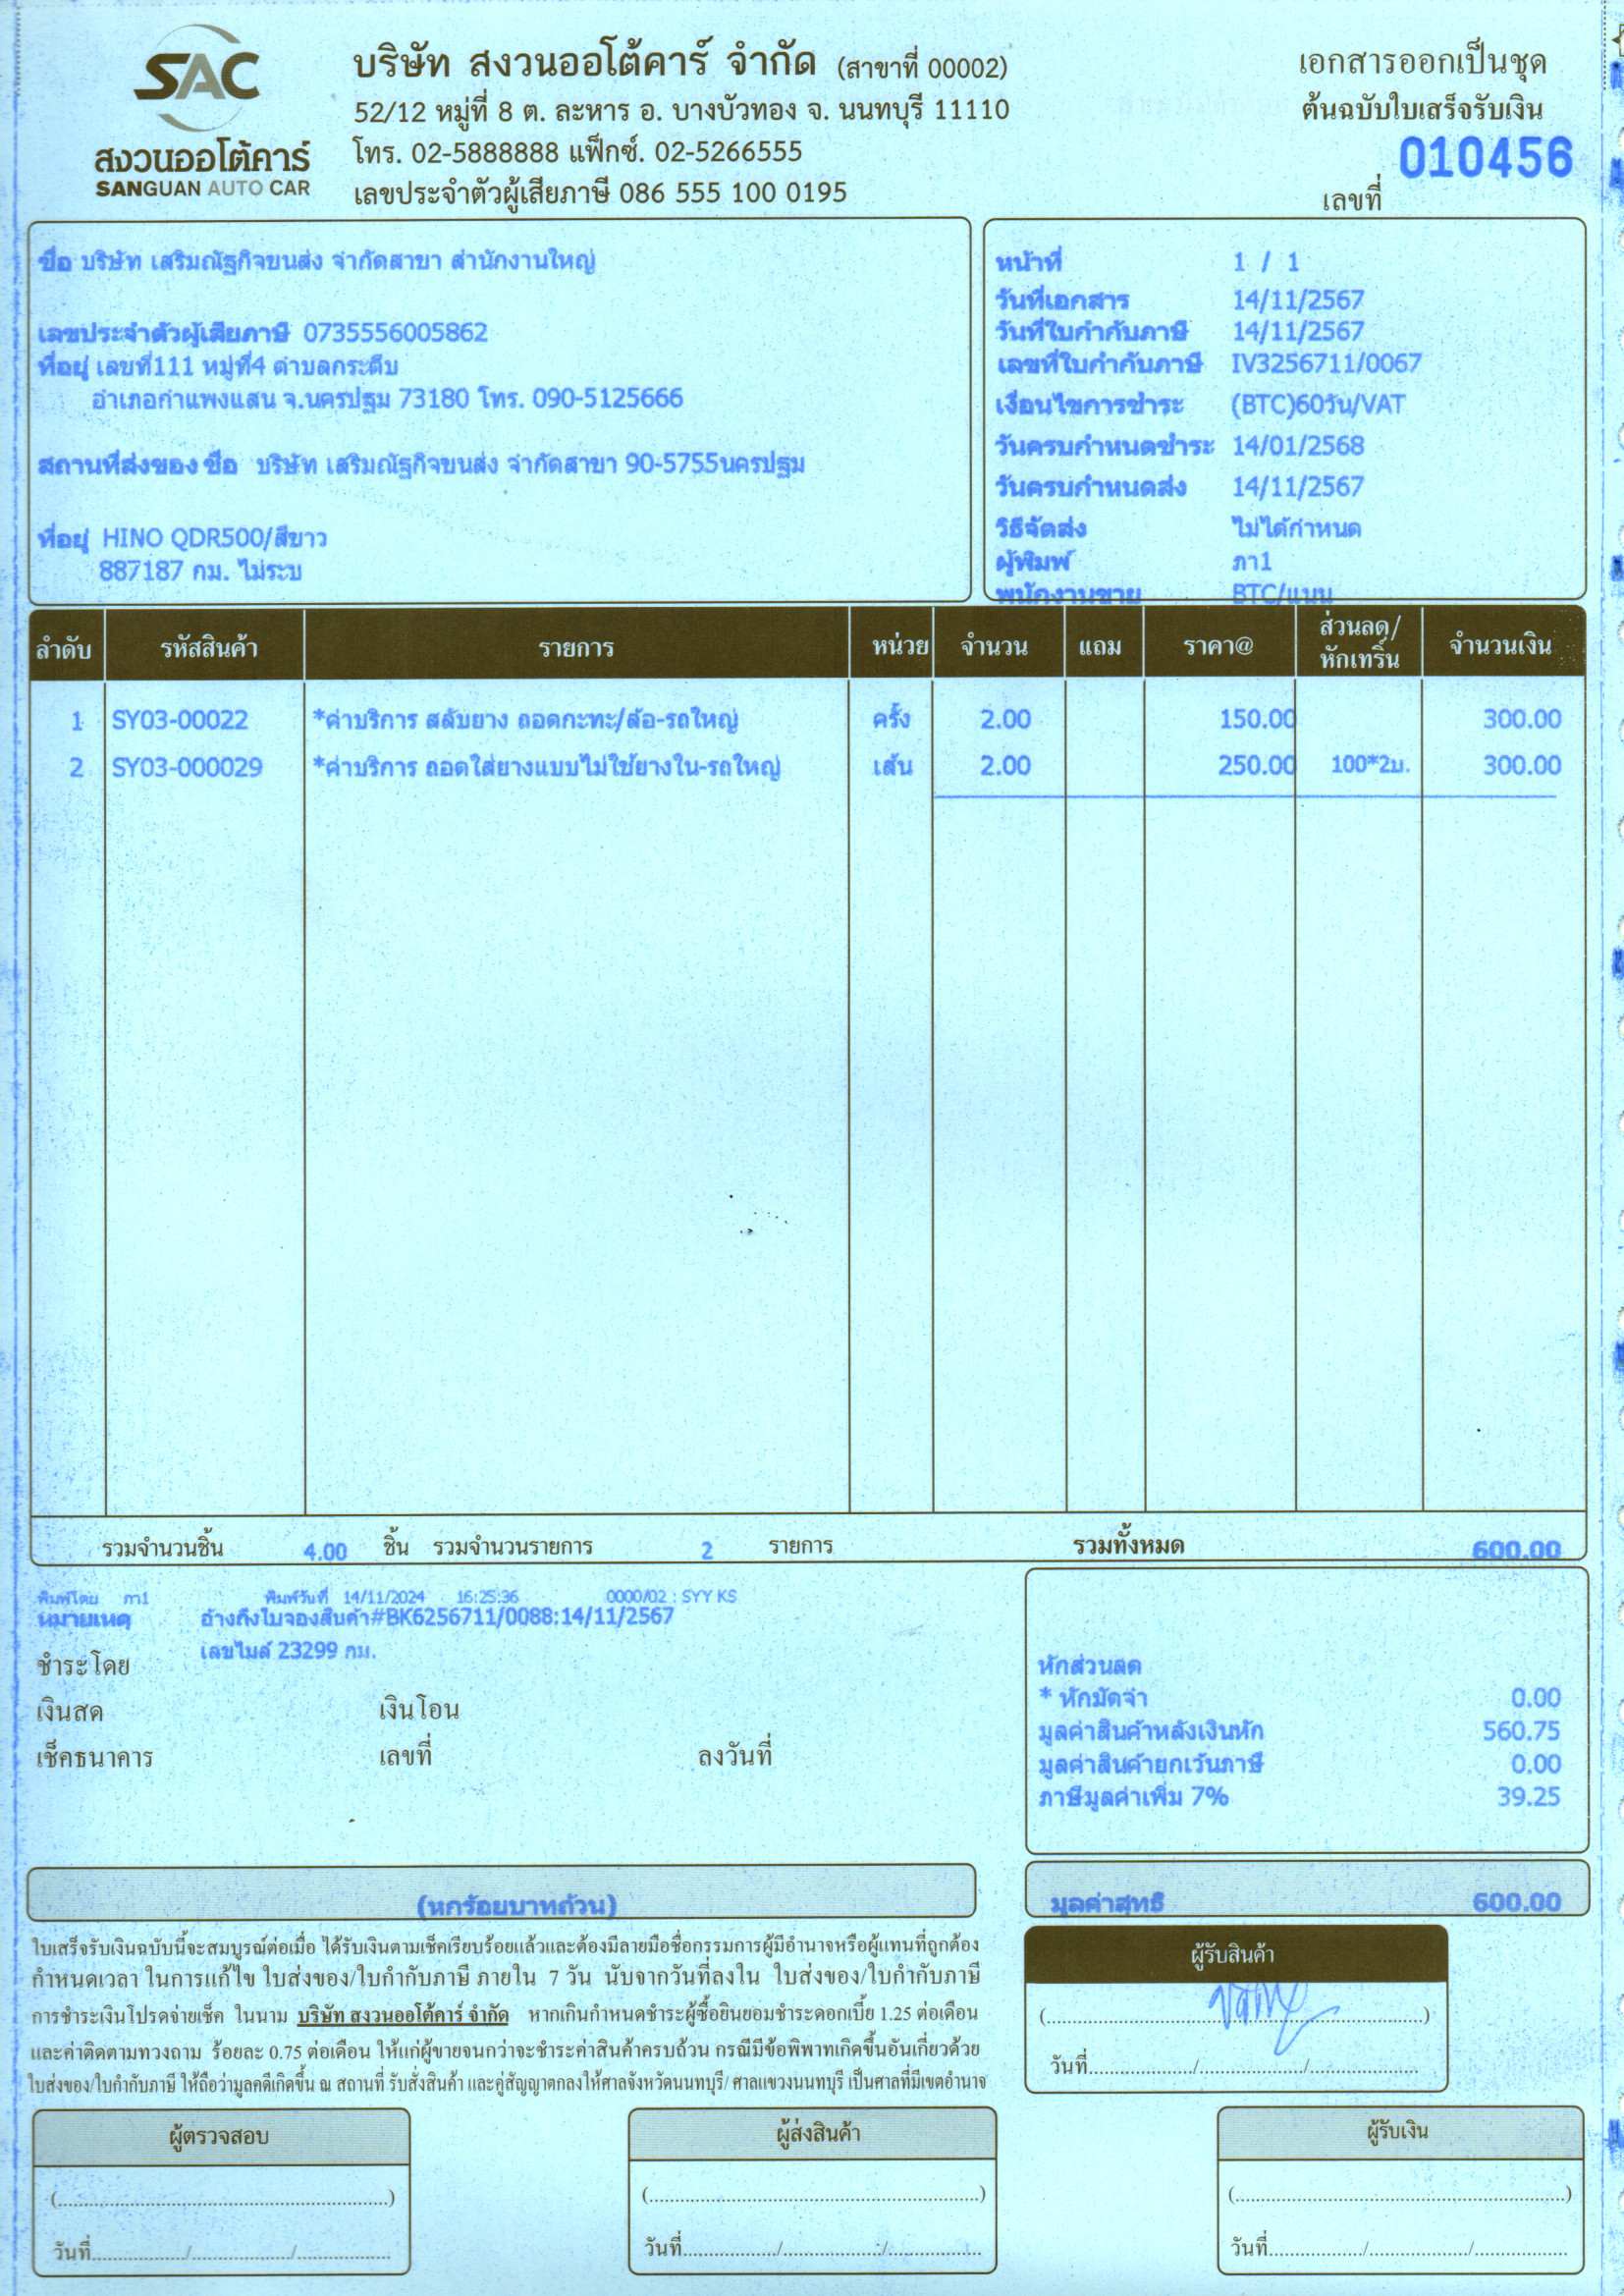 SAC
สงวนออโต้คาร์
SANGUAN AUTO CAR
บริษัท สงวนออโต้คาร์ จำกัด (สาขาที่ 00002)
52/12 หมู่ที่ 8 ต. ละหาร อ. บางบัวทอง จ. นนทบุรี 11110
โทร. 02-5888888 แฟ็กซ์. 02-5266555
เลขประจำตัวผู้เสียภาษี 086 555 100 0195
เอกสารออกเป็นชุด
ต้นฉบับใบเสร็จรับเงิน
010456
เลขที่
ชื่อ บริษัท เสริมณัฐกิจขนส่ง จำกัดสาขา สำนักงานใหญ่
เลขประจำตัวผู้เสียภาษี 0735556005862
ที่อยู่ เลขที่111 หมู่ที่4 ตำบลกระตีบ
อำเภอกำแพงแสน จ.นครปฐม 73180 โทร. 090-5125666
สถานที่ส่งของ ชื่อ บริษัท เสริมณัฐกิจขนส่ง จำกัดสาขา 90-5755นครปฐม
ที่อยู่ HINO QDR500/สีขาว
887187 กม. ไม่ระบ
หน้าที่ 1 / 1
วันที่เอกสาร 14/11/2567
วันที่ใบกำกับภาษี 14/11/2567
เลขที่ใบกำกับภาษี IV3256711/0067
เงื่อนไขการชำระ (BTC)60วัน/VAT
วันครบกำหนดชำระ 14/01/2568
วันครบกำหนดส่ง 14/11/2567
วิธีจัดส่ง ไม่ได้กำหนด
ผู้พิมพ์ ภา1
พนักงานขาย BTC/แมน
ลำดับ รหัสสินค้า รายการ หน่วย จำนวน แถม ราคา@ ส่วนลด/หักเทริ์น จำนวนเงิน
1 SY03-00022 *ค่าบริการ สลับยาง ถอดกะทะ/ล้อ-รถใหญ่ ครั้ง 2.00 150.00 300.00
2 SY03-000029 *ค่าบริการ ถอดใส่ยางแบบไม่ใช้ยางใน-รถใหญ่ เส้น 2.00 250.00 100*2บ. 300.00
รวมจำนวนชิ้น 4.00 ชิ้น รวมจำนวนรายการ 2 รายการ รวมทั้งหมด 600.00
พิมพ์โดย ภา1 พิมพ์วันที่ 14/11/2024 16:25:36 0000/02 : SYY KS
หมายเหตุ อ้างถึงใบจองสินค้า#BK6256711/0088:14/11/2567
เลขไมล์ 23299 กม.
ชำระโดย
เงินสด เงินโอน
เช็คธนาคาร เลขที่ ลงวันที่
หักส่วนลด
* หักมัดจำ 0.00
มูลค่าสินค้าหลังเงินหัก 560.75
มูลค่าสินค้ายกเว้นภาษี 0.00
ภาษีมูลค่าเพิ่ม 7% 39.25
(หกร้อยบาทถ้วน)
มูลค่าสุทธิ 600.00
ใบเสร็จรับเงินฉบับนี้จะสมบูรณ์ต่อเมื่อ ได้รับเงินตามเช็คเรียบร้อยแล้วและต้องมีลายมือชื่อกรรมการผู้มีอำนาจหรือผู้แทนที่ถูกต้อง
กำหนดเวลา ในการแก้ไข ใบส่งของ/ใบกำกับภาษี ภายใน 7 วัน นับจากวันที่ลงใน ใบส่งของ/ใบกำกับภาษี
การชำระเงินโปรดจ่ายเช็ค ในนาม บริษัท สงวนออโต้คาร์ จำกัด หากเกินกำหนดชำระผู้ซื้อยินยอมชำระดอกเบี้ย 1.25 ต่อเดือน
และค่าติดตามทวงถาม ร้อยละ 0.75 ต่อเดือน ให้แก่ผู้ขายจนกว่าจะชำระค่าสินค้าครบถ้วน กรณีมีข้อพิพาทเกิดขึ้นอันเกี่ยวด้วย
ใบส่งของ/ใบกำกับภาษี ให้ถือว่ามูลคดีเกิดขึ้น ณ สถานที่ รับสั่งสินค้า และคู่สัญญาตกลงให้ศาลจังหวัดนนทบุรี/ ศาลแขวงนนทบุรี เป็นศาลที่มีเขตอำนาจ
ผู้รับสินค้า
(..........)
วันที่........../........../..........
ผู้ตรวจสอบ ผู้ส่งสินค้า ผู้รับเงิน
(..........) (..........) (..........)
วันที่........../........../.......... วันที่........../........../.......... วันที่........../........../..........